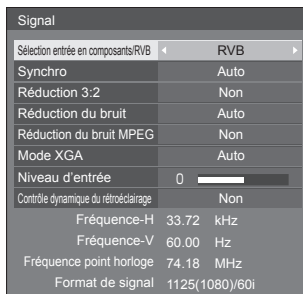 Signal
Sélection entrée en composants/RVB RVB
Synchro Auto
Réduction 3:2 Non
Réduction du bruit Auto
Réduction du bruit MPEG Non
Mode XGA Auto
Niveau d'entrée 0
Contrôle dynamique du rétroéclairage Non
Fréquence-H 33.72 kHz
Fréquence-V 60.00 Hz
Fréquence point horloge 74.18 MHz
Format de signal 1125(1080)/60i